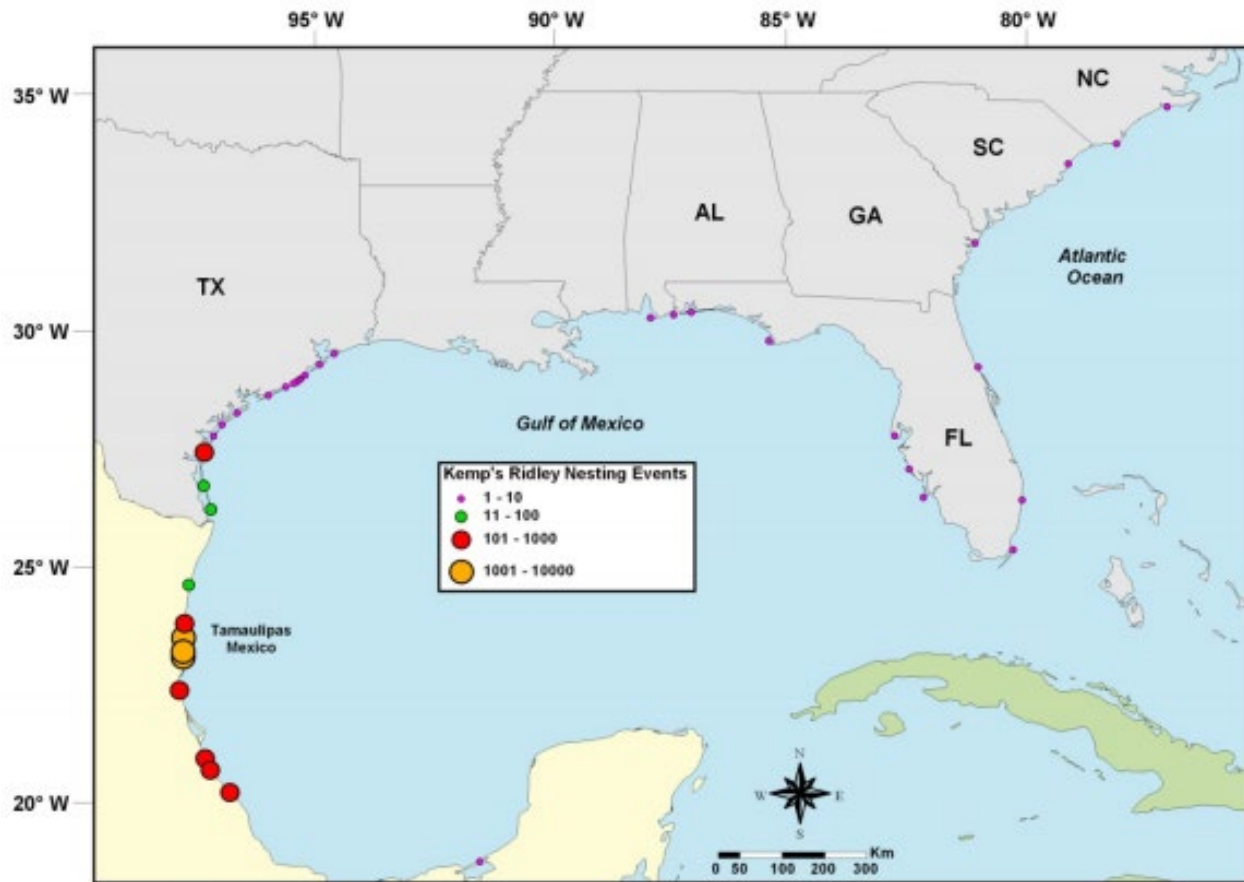 95° W 90° W 85° W 80° W
35° W
NC
SC
AL GA
Atlantic
Ocean
TX
30° W
Gulf of Mexico
FL
Kemp's Ridley Nesting Events
1 - 10
11 - 100
101 - 1000
1001 - 10000
25° W
Tamaulipas
Mexico
20° W
N
W E
S
Km
0 50 100 200 300